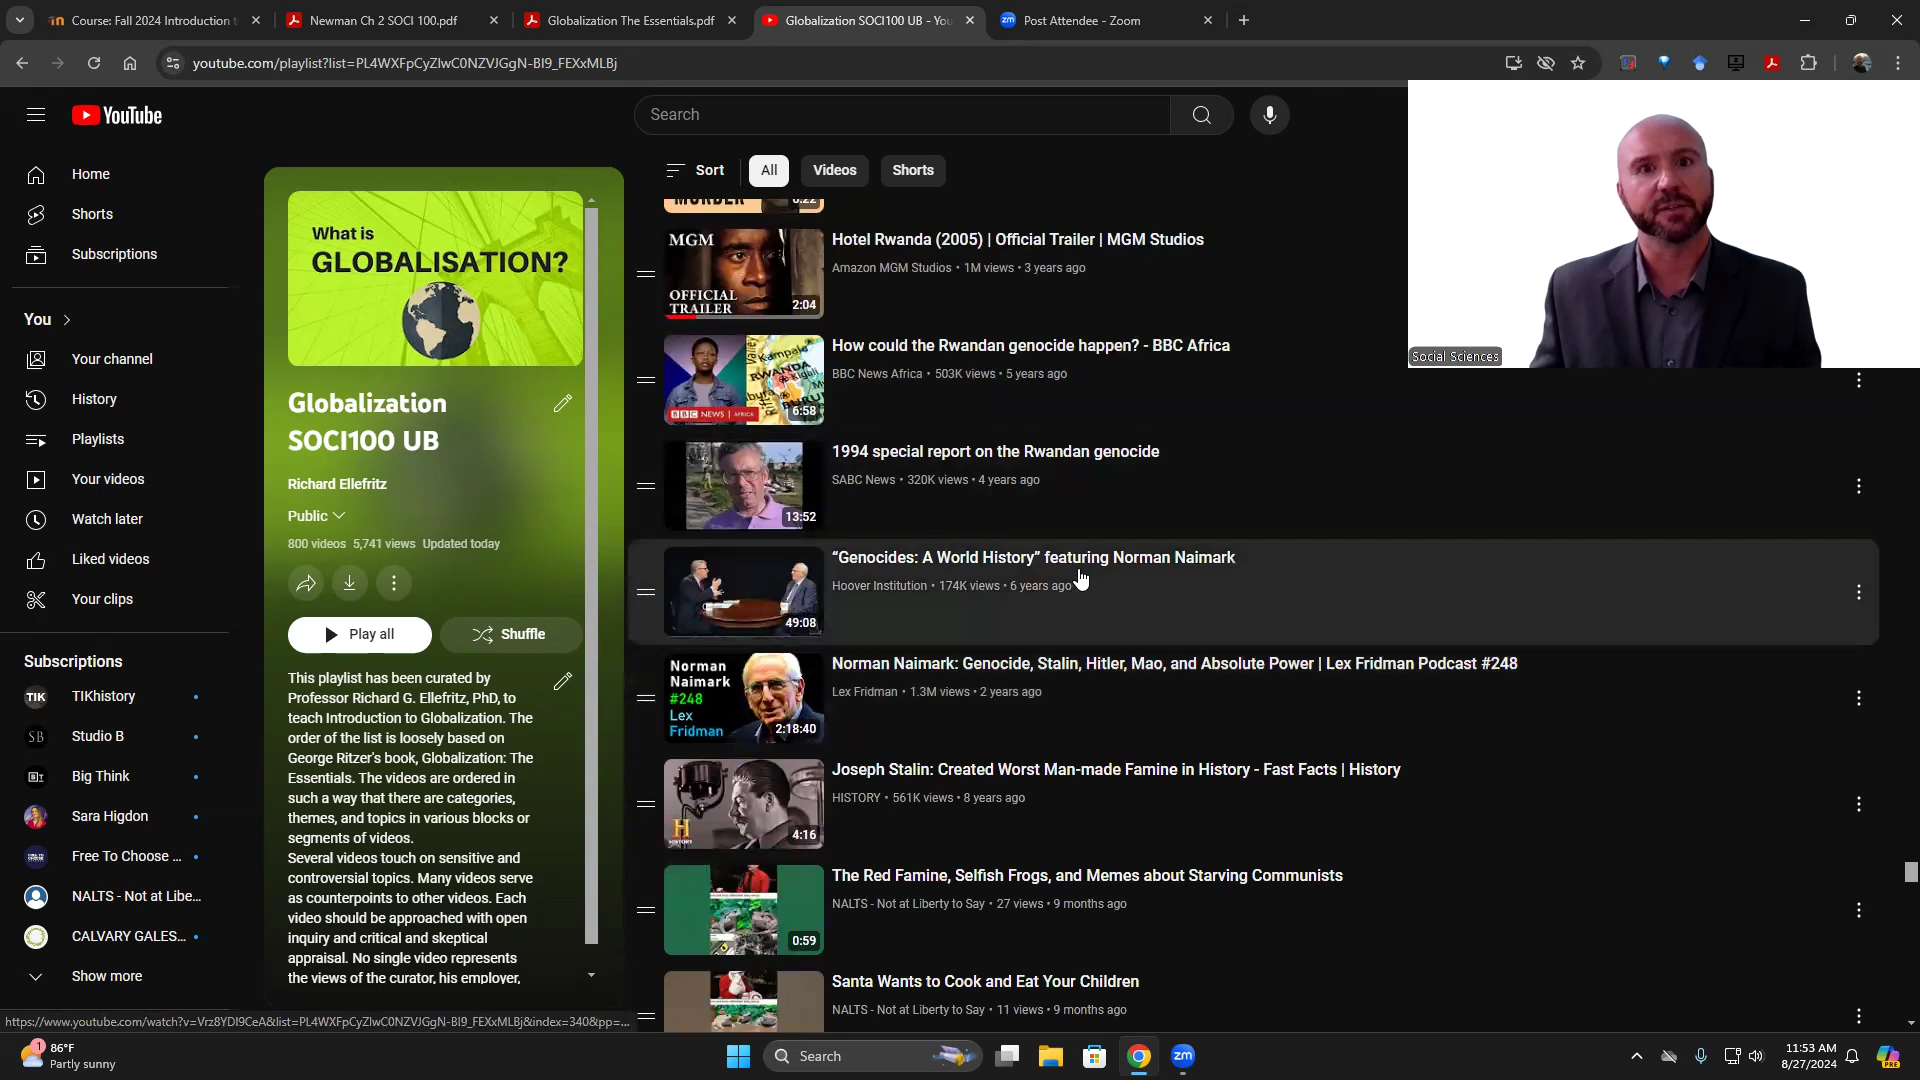 Course: Fall 2024 Introduction t
Newman Ch 2 SOCI 100.pdf
Globalization The Essentials.pdf
Globalization SOCI100 UB - You
Post Attendee - Zoom
youtube.com/playlist?list=PL4WXFpCyZlwC0NZVJGgN-BI9_FEXxMLBj
YouTube
Search
Home
Shorts
Subscriptions
You
Your channel
History
Playlists
Your videos
Watch later
Liked videos
Your clips
Subscriptions
TIKhistory
Studio B
Big Think
Sara Higdon
Free To Choose ...
NALTS - Not at Libe...
CALVARY GALES...
Show more
What is
GLOBALISATION?
Globalization
SOCI100 UB
Richard Ellefritz
Public
800 videos 5,741 views Updated today
Play all
Shuffle
This playlist has been curated by
Professor Richard G. Ellefritz, PhD, to
teach Introduction to Globalization. The
order of the list is loosely based on
George Ritzer's book, Globalization: The
Essentials. The videos are ordered in
such a way that there are categories,
themes, and topics in various blocks or
segments of videos.
Several videos touch on sensitive and
controversial topics. Many videos serve
as counterpoints to other videos. Each
video should be approached with open
inquiry and critical and skeptical
appraisal. No single video represents
the views of the curator, his employer,
Sort
All
Videos
Shorts
MGM
OFFICIAL
TRAILER
2:04
Hotel Rwanda (2005) | Official Trailer | MGM Studios
Amazon MGM Studios • 1M views • 3 years ago
BBC NEWS | AFRICA
6:58
How could the Rwandan genocide happen? - BBC Africa
BBC News Africa • 503K views • 5 years ago
13:52
1994 special report on the Rwandan genocide
SABC News • 320K views • 4 years ago
49:08
“Genocides: A World History” featuring Norman Naimark
Hoover Institution • 174K views • 6 years ago
Norman
Naimark
#248
Lex
Fridman
2:18:40
Norman Naimark: Genocide, Stalin, Hitler, Mao, and Absolute Power | Lex Fridman Podcast #248
Lex Fridman • 1.3M views • 2 years ago
4:16
Joseph Stalin: Created Worst Man-made Famine in History - Fast Facts | History
HISTORY • 561K views • 8 years ago
0:59
The Red Famine, Selfish Frogs, and Memes about Starving Communists
NALTS - Not at Liberty to Say • 27 views • 9 months ago
Santa Wants to Cook and Eat Your Children
NALTS - Not at Liberty to Say • 11 views • 9 months ago
Social Sciences
https://www.youtube.com/watch?v=Vrz8YDI9CeA&list=PL4WXFpCyZlwC0NZVJGgN-BI9_FEXxMLBj&index=340&pp=...
1
86°F
Partly sunny
Search
zm
11:53 AM
8/27/2024